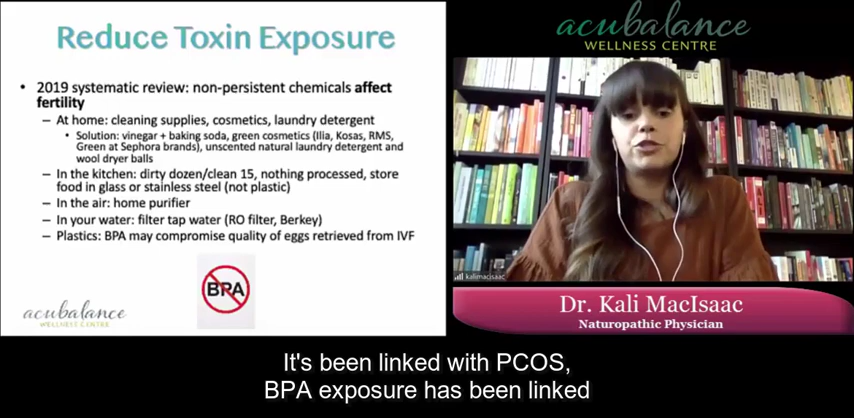 Reduce Toxin Exposure
• 2019 systematic review: non-persistent chemicals affect
fertility
– At home: cleaning supplies, cosmetics, laundry detergent
• Solution: vinegar + baking soda, green cosmetics (Ilia, Kosas, RMS,
Green at Sephora brands), unscented natural laundry detergent and
wool dryer balls
– In the kitchen: dirty dozen/clean 15, nothing processed, store
food in glass or stainless steel (not plastic)
– In the air: home purifier
– In your water: filter tap water (RO filter, Berkey)
– Plastics: BPA may compromise quality of eggs retrieved from IVF
BPA
acubalance
WELLNESS CENTRE
acubalance
WELLNESS CENTRE
kalimacisaac
Dr. Kali MacIsaac
Naturopathic Physician
It's been linked with PCOS,
BPA exposure has been linked